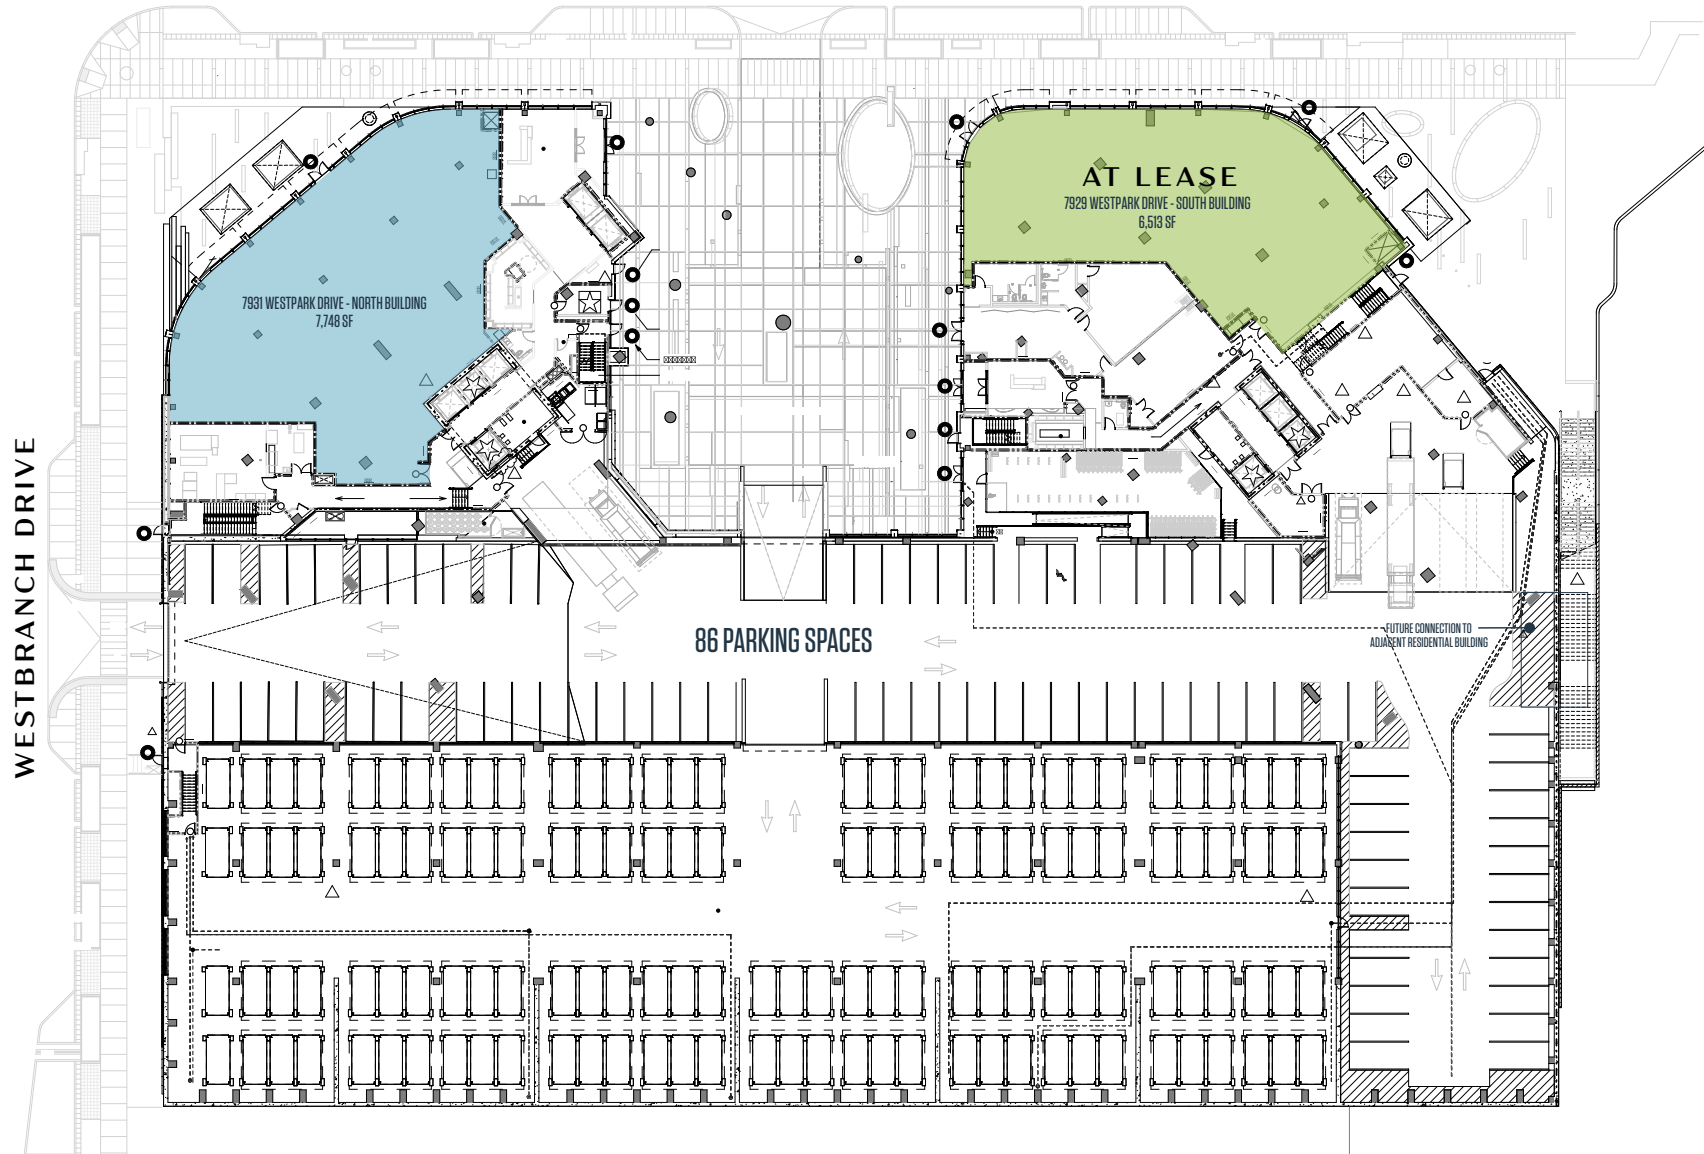 AT LEASE
7929 WESTPARK DRIVE - SOUTH BUILDING
6,513 SF
7931 WESTPARK DRIVE - NORTH BUILDING
7,748 SF
WESTBRANCH DRIVE
86 PARKING SPACES
FUTURE CONNECTION TO
ADJACENT RESIDENTIAL BUILDING